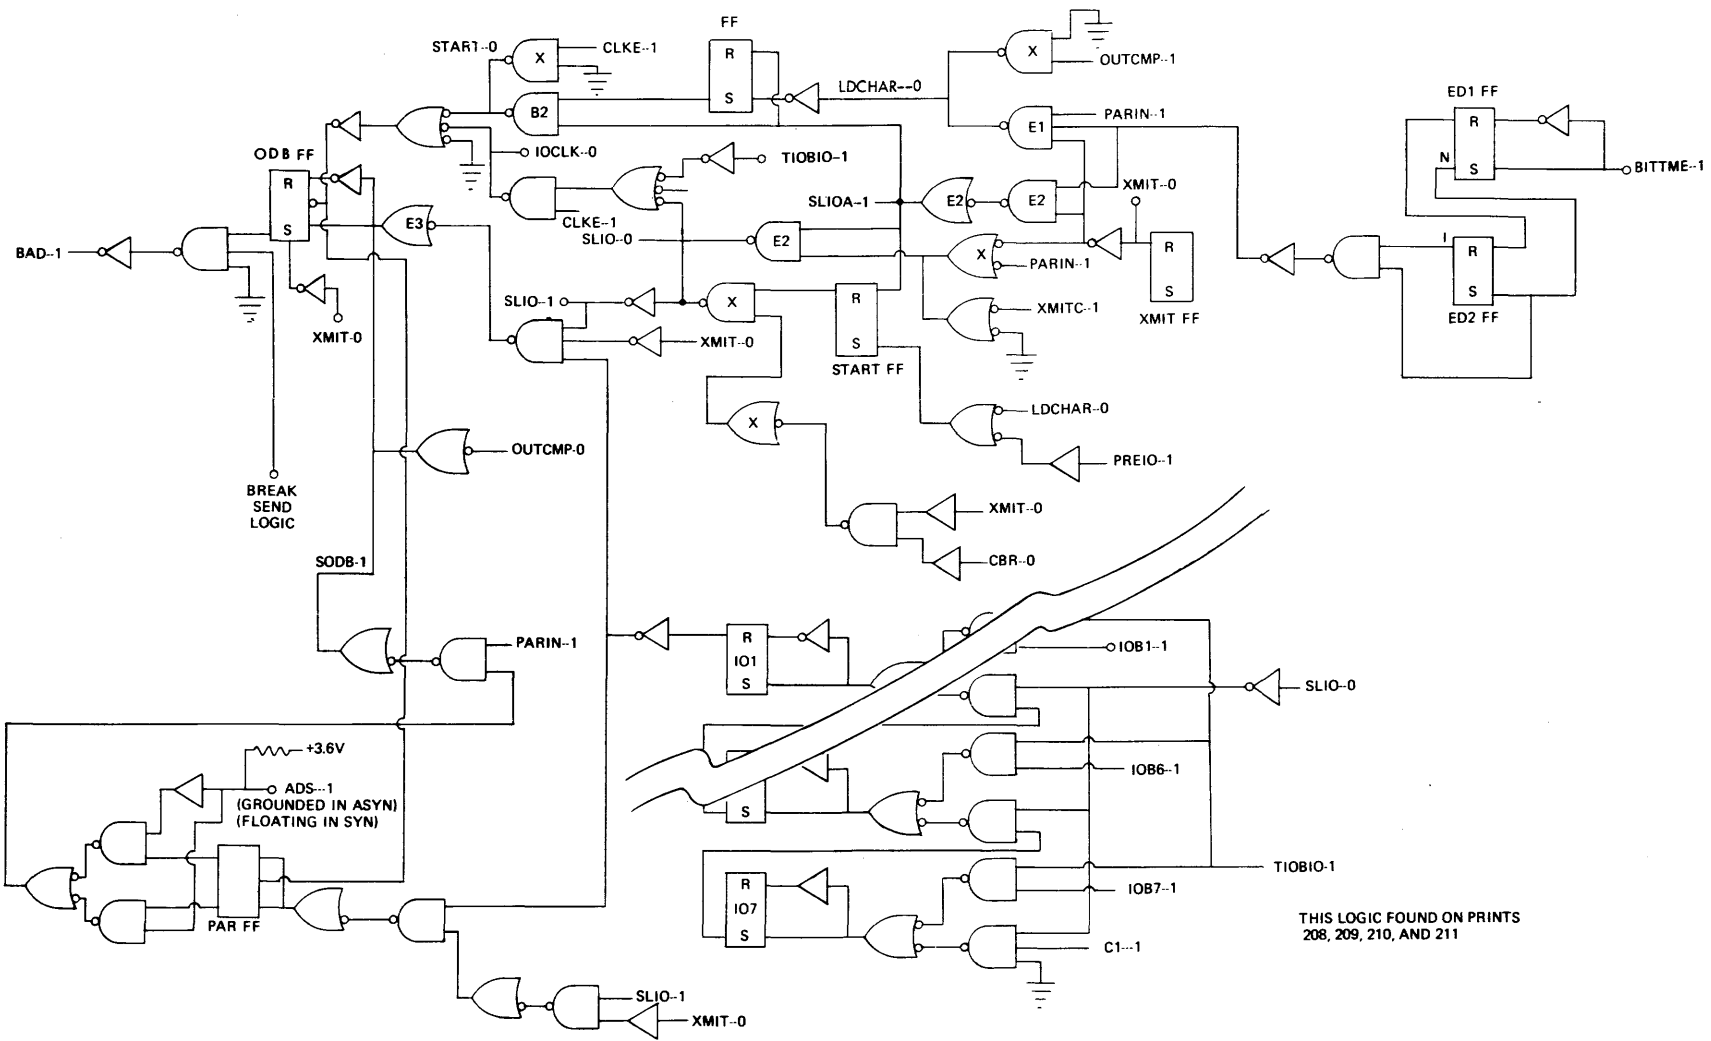 FF
START--0
X
CLKE--1
R
S
X
OUTCMP--1
LDCHAR---0
B2
PARIN--1
E1
ED1 FF
R
N
S
BITTME--1
IOCLK--0
TIOBIO--1
ODB FF
R
S
CLKE--1
SLIOA--1
E2
E2
XMIT--0
SLIO--0
E2
E3
X
PARIN--1
R
S
XMIT FF
I
R
S
ED2 FF
BAD--1
XMIT-0
SLIO--1
X
R
S
START FF
XMITC--1
XMIT--0
X
LDCHAR--0
PREIO--1
OUTCMP-0
BREAK
SEND
LOGIC
XMIT--0
CBR--0
SODB-1
PARIN--1
R
IO1
S
IOB1--1
SLIO--0
+3.6V
ADS---1
(GROUNDED IN ASYN)
(FLOATING IN SYN)
IOB6--1
S
PAR FF
R
IO7
S
TIOBIO-1
IOB7--1
C1---1
THIS LOGIC FOUND ON PRINTS
208, 209, 210, AND 211
SLIO--1
XMIT--0